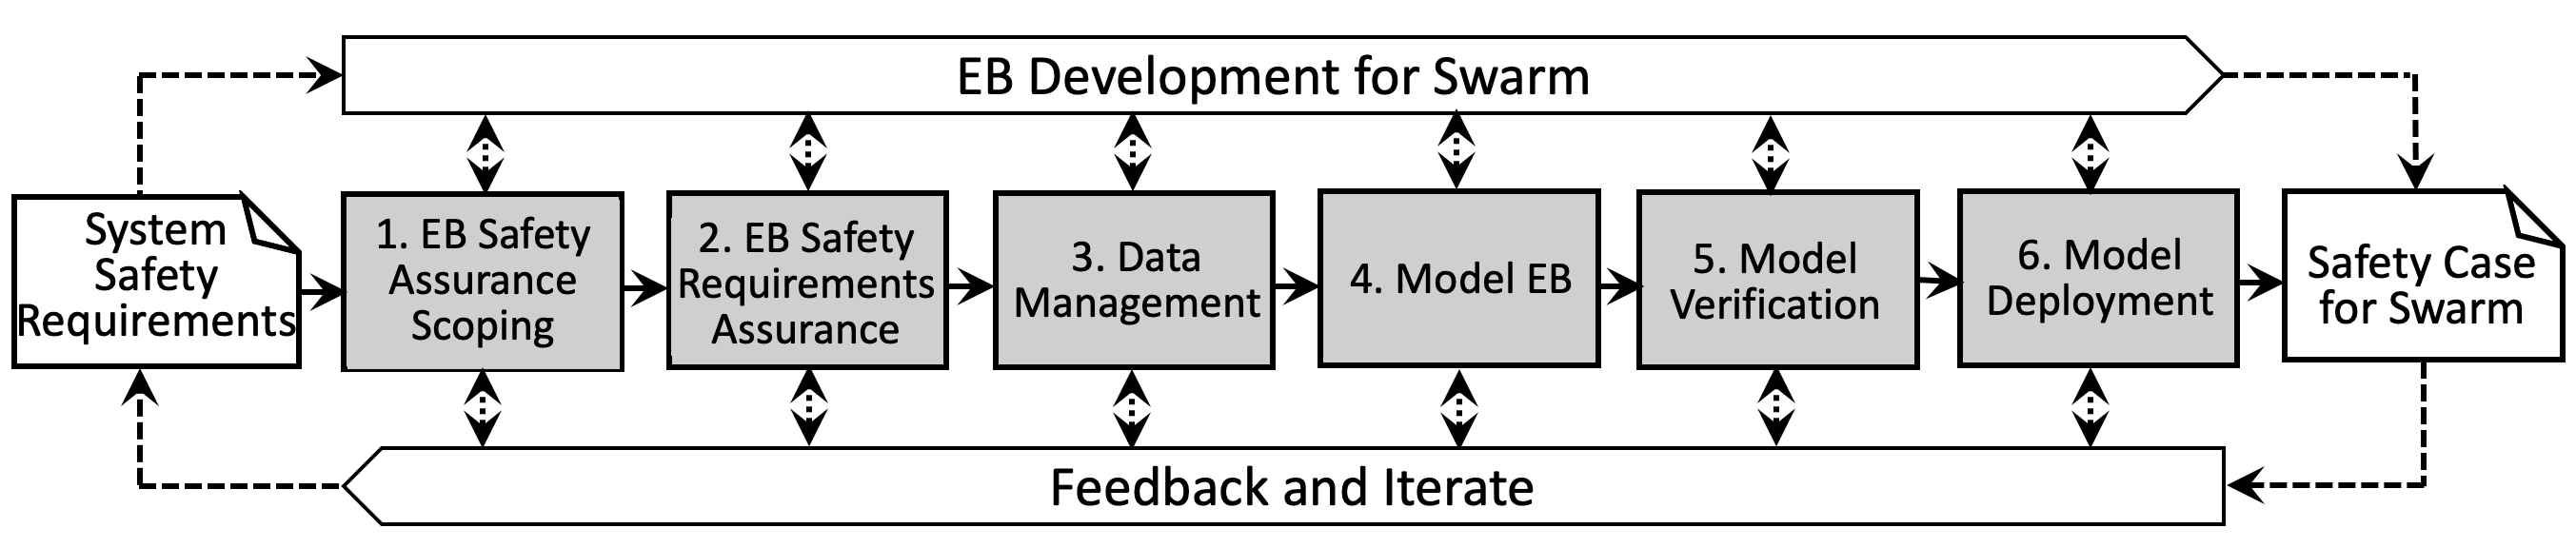 EB Development for Swarm
System
Safety
Requirements
1. EB Safety
Assurance
Scoping
2. EB Safety
Requirements
Assurance
3. Data
Management
4. Model EB
5. Model
Verification
6. Model
Deployment
Safety Case
for Swarm
Feedback and Iterate